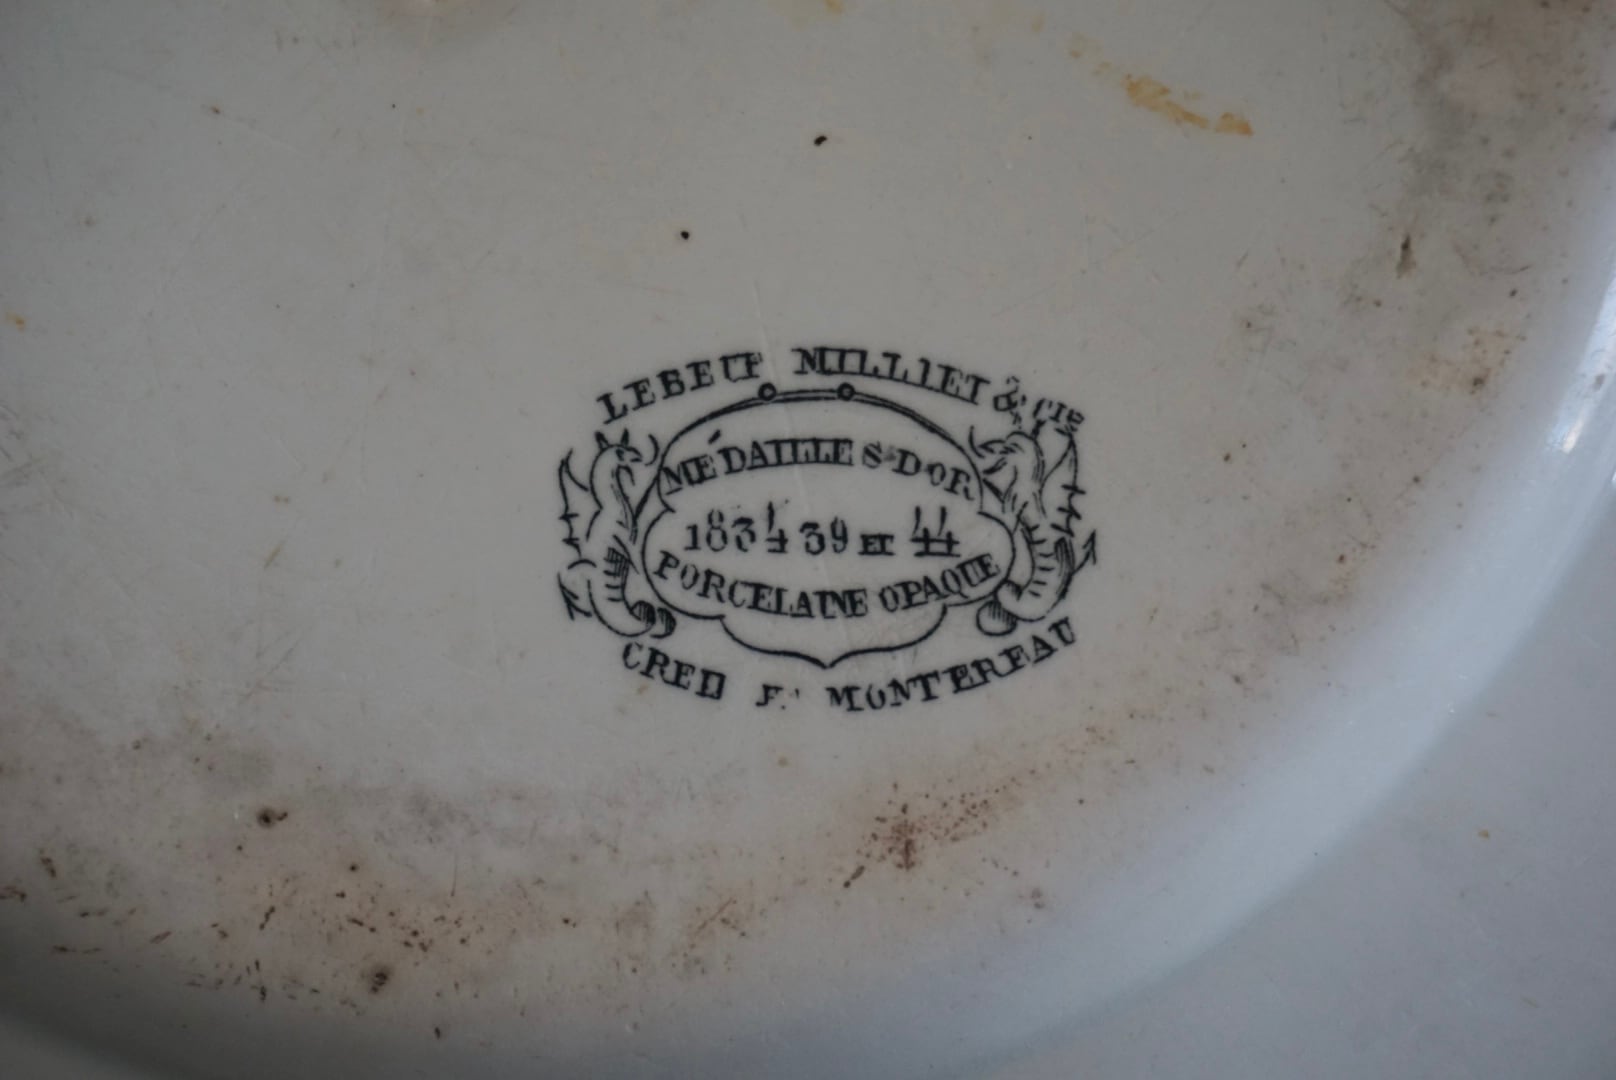 LEBEUF MILLIET & CIE
MÉDAILLES D'OR
1834 39 ET 44
PORCELAINE OPAQUE
CREIL ET MONTEREAU